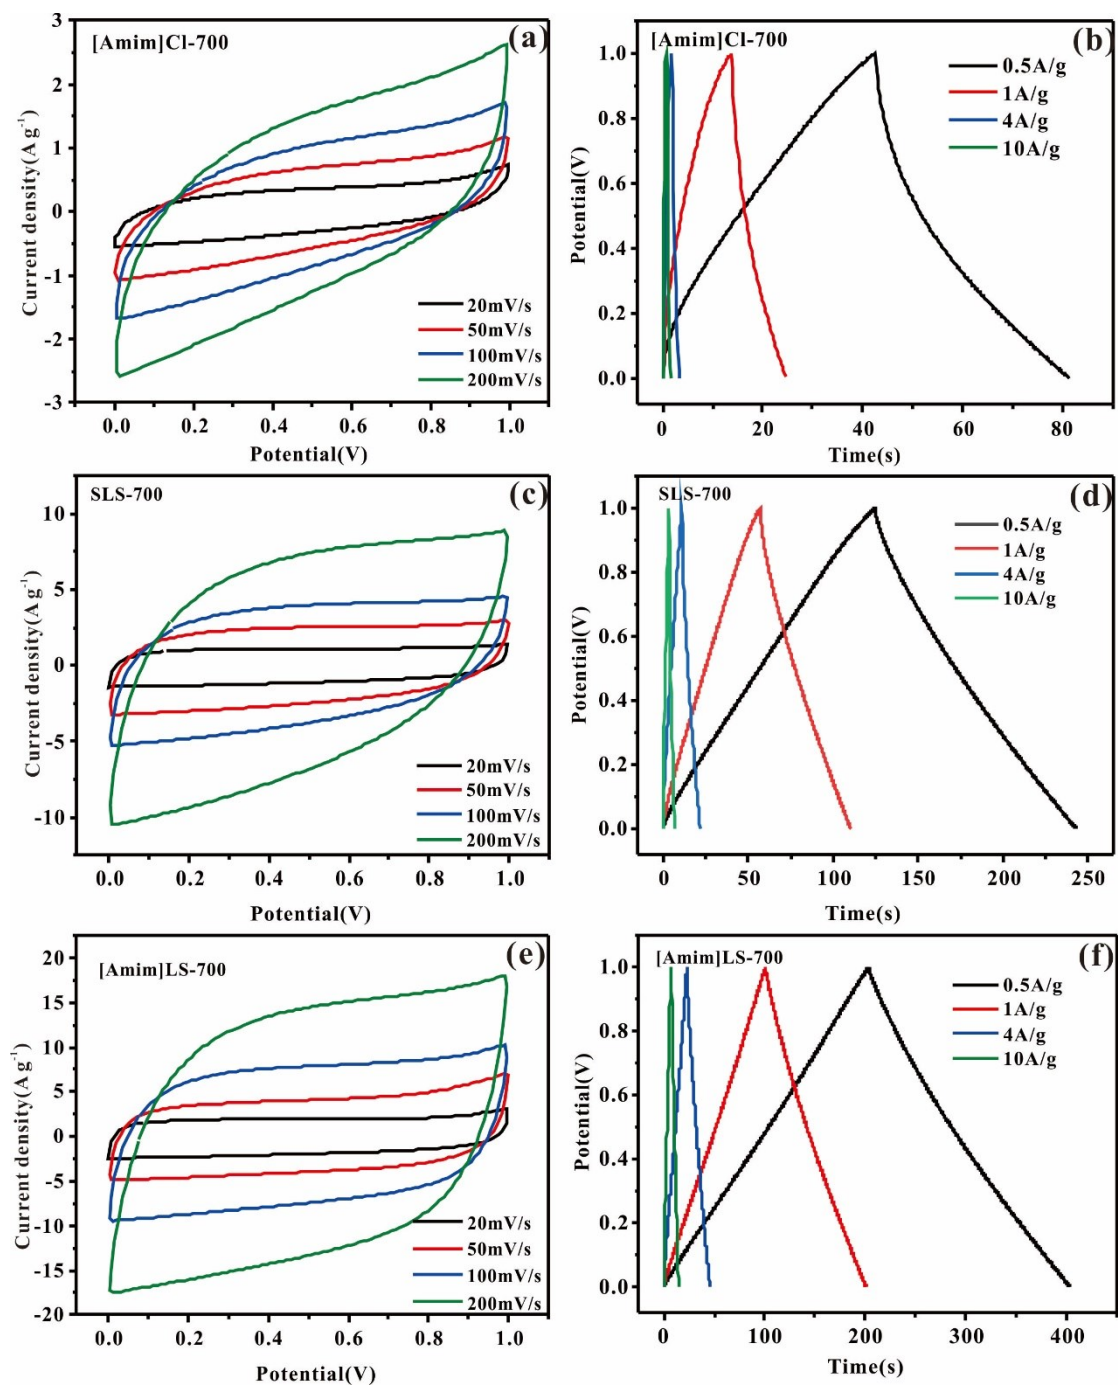 [Amim]Cl-700
(a)
3
2
1
0
-1
-2
-3
Current density(A g-1)
20mV/s
50mV/s
100mV/s
200mV/s
0.0 0.2 0.4 0.6 0.8 1.0
Potential(V)
[Amim]Cl-700
(b)
1.0
0.8
0.6
0.4
0.2
0.0
Potential(V)
0.5A/g
1A/g
4A/g
10A/g
0 20 40 60 80
Time(s)
SLS-700
(c)
10
5
0
-5
-10
Current density(A g-1)
20mV/s
50mV/s
100mV/s
200mV/s
0.0 0.2 0.4 0.6 0.8 1.0
Potential(V)
SLS-700
(d)
1.0
0.8
0.6
0.4
0.2
0.0
Potential(V)
0.5A/g
1A/g
4A/g
10A/g
0 50 100 150 200 250
Time(s)
[Amim]LS-700
(e)
20
15
10
5
0
-5
-10
-15
-20
Current density(A g-1)
20mV/s
50mV/s
100mV/s
200mV/s
0.0 0.2 0.4 0.6 0.8 1.0
Potential(V)
[Amim]LS-700
(f)
1.0
0.8
0.6
0.4
0.2
0.0
Potential(V)
0.5A/g
1A/g
4A/g
10A/g
0 100 200 300 400
Time(s)